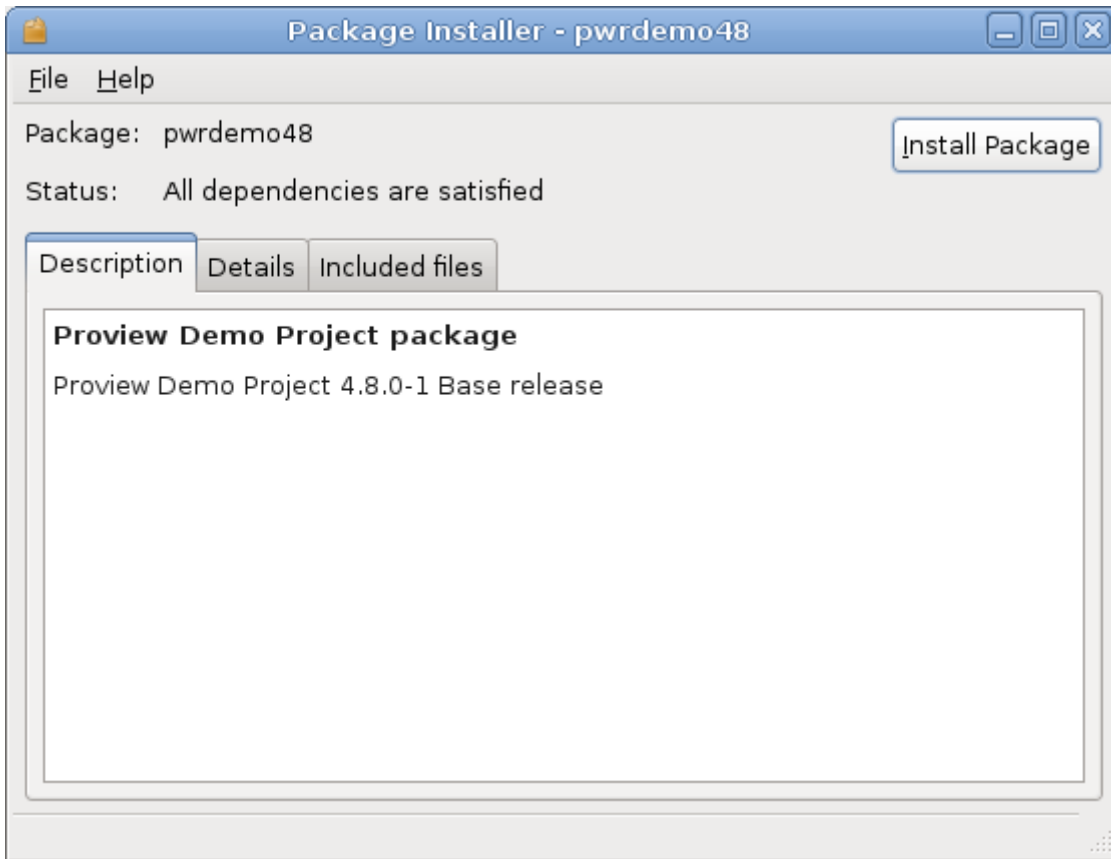 Package Installer - pwrdemo48
File Help
Package: pwrdemo48
Install Package
Status: All dependencies are satisfied
Description Details Included files
Proview Demo Project package
Proview Demo Project 4.8.0-1 Base release